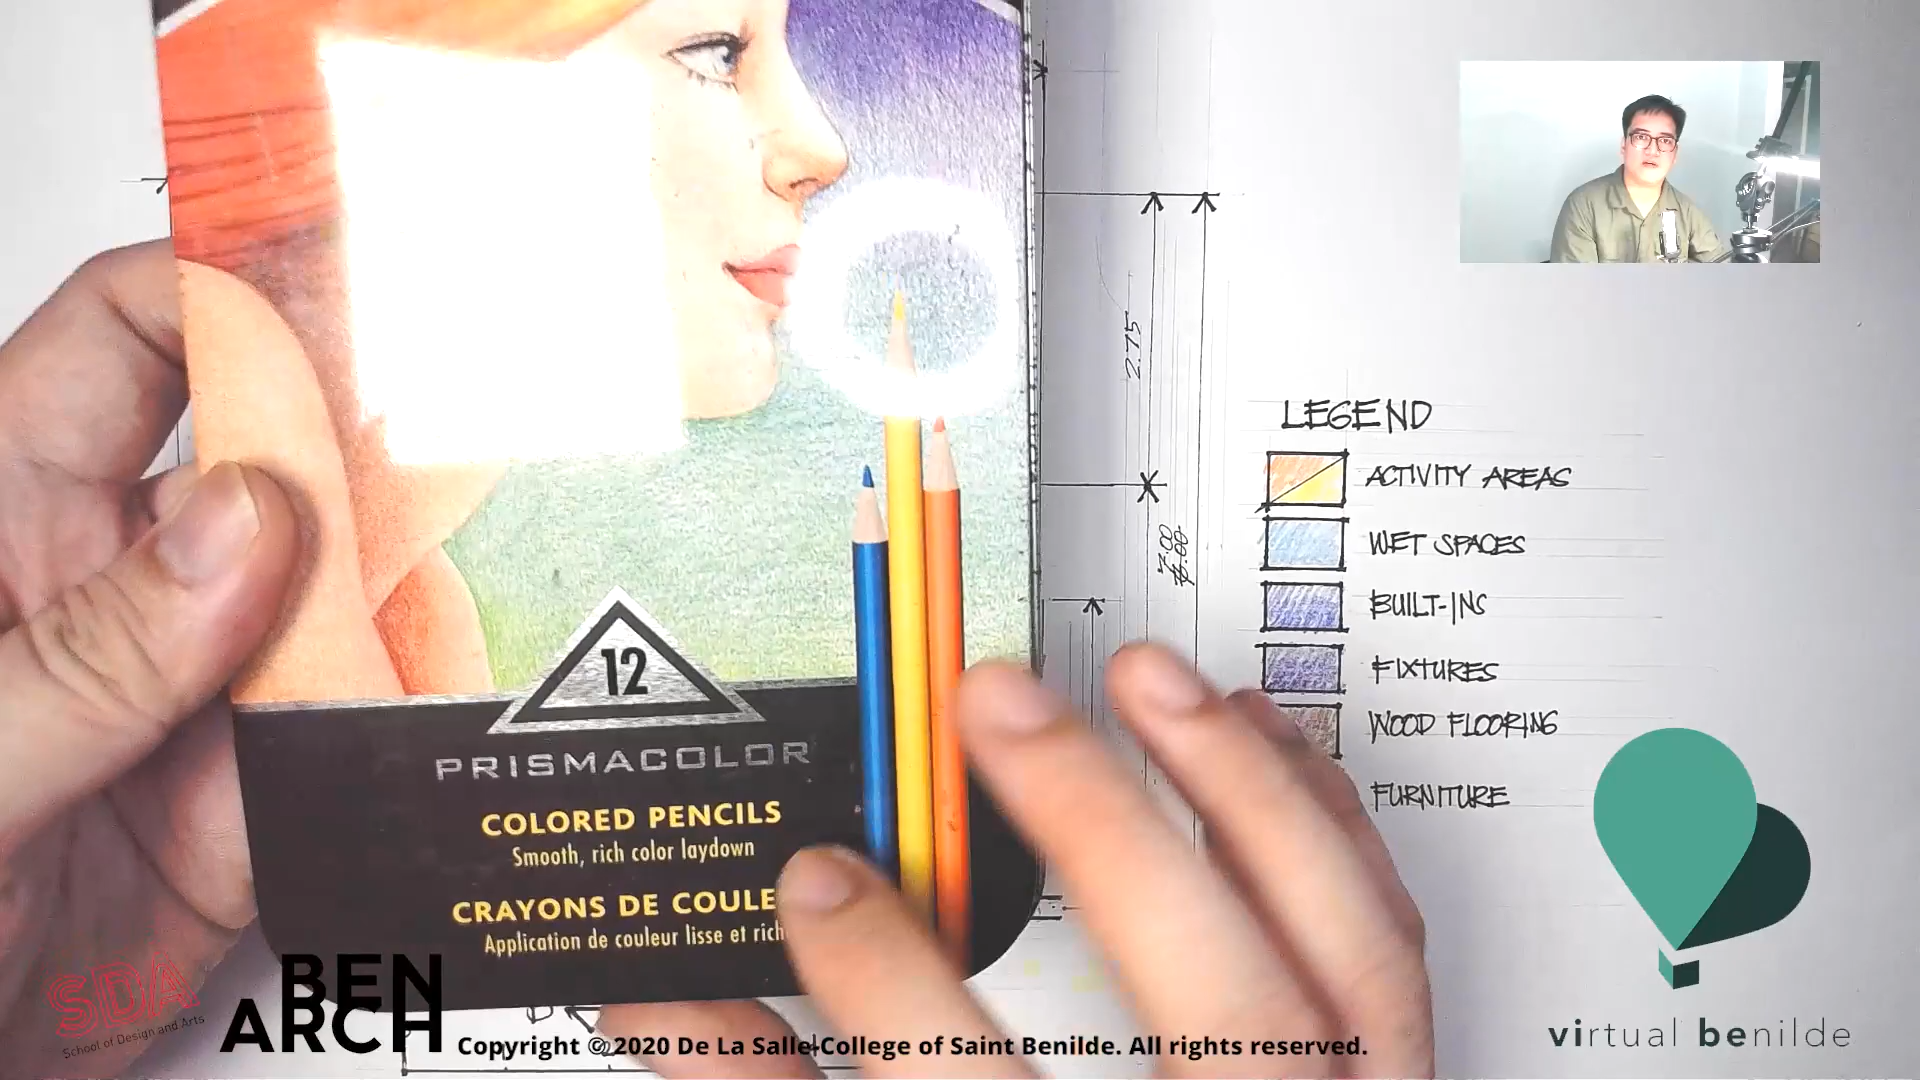 12
PRISMACOLOR
COLORED PENCILS
Smooth, rich color laydown
CRAYONS DE COULE
Application de couleur lisse et rich
2.75
7.00
LEGEND
ACTIVITY AREAS
WET SPACES
BUILT-INS
FIXTURES
WOOD FLOORING
FURNITURE
SDA
School of Design and Arts
BEN
ARCH
Copyright © 2020 De La Salle-College of Saint Benilde. All rights reserved.
virtual benilde